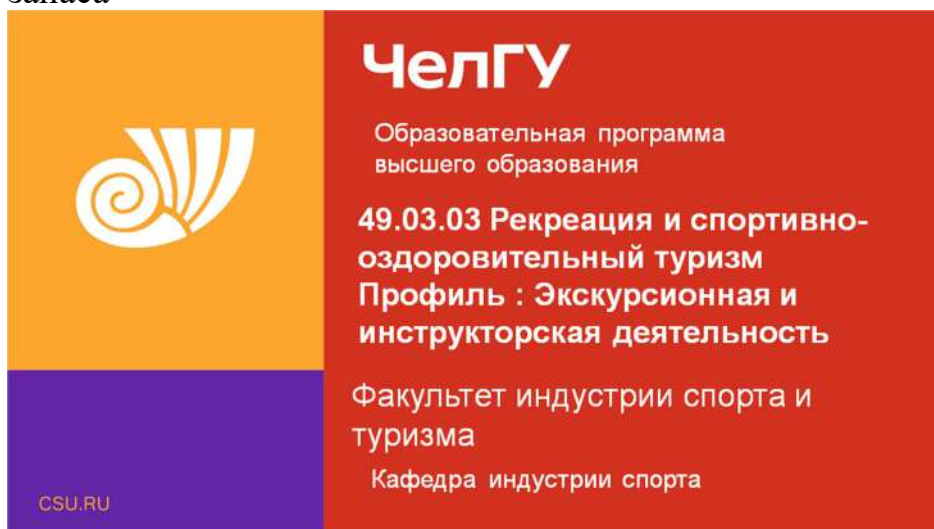 ЧелГУ
Образовательная программа
высшего образования
49.03.03 Рекреация и спортивно-
оздоровительный туризм
Профиль : Экскурсионная и
инструкторская деятельность
Факультет индустрии спорта и
туризма
Кафедра индустрии спорта
CSU.RU